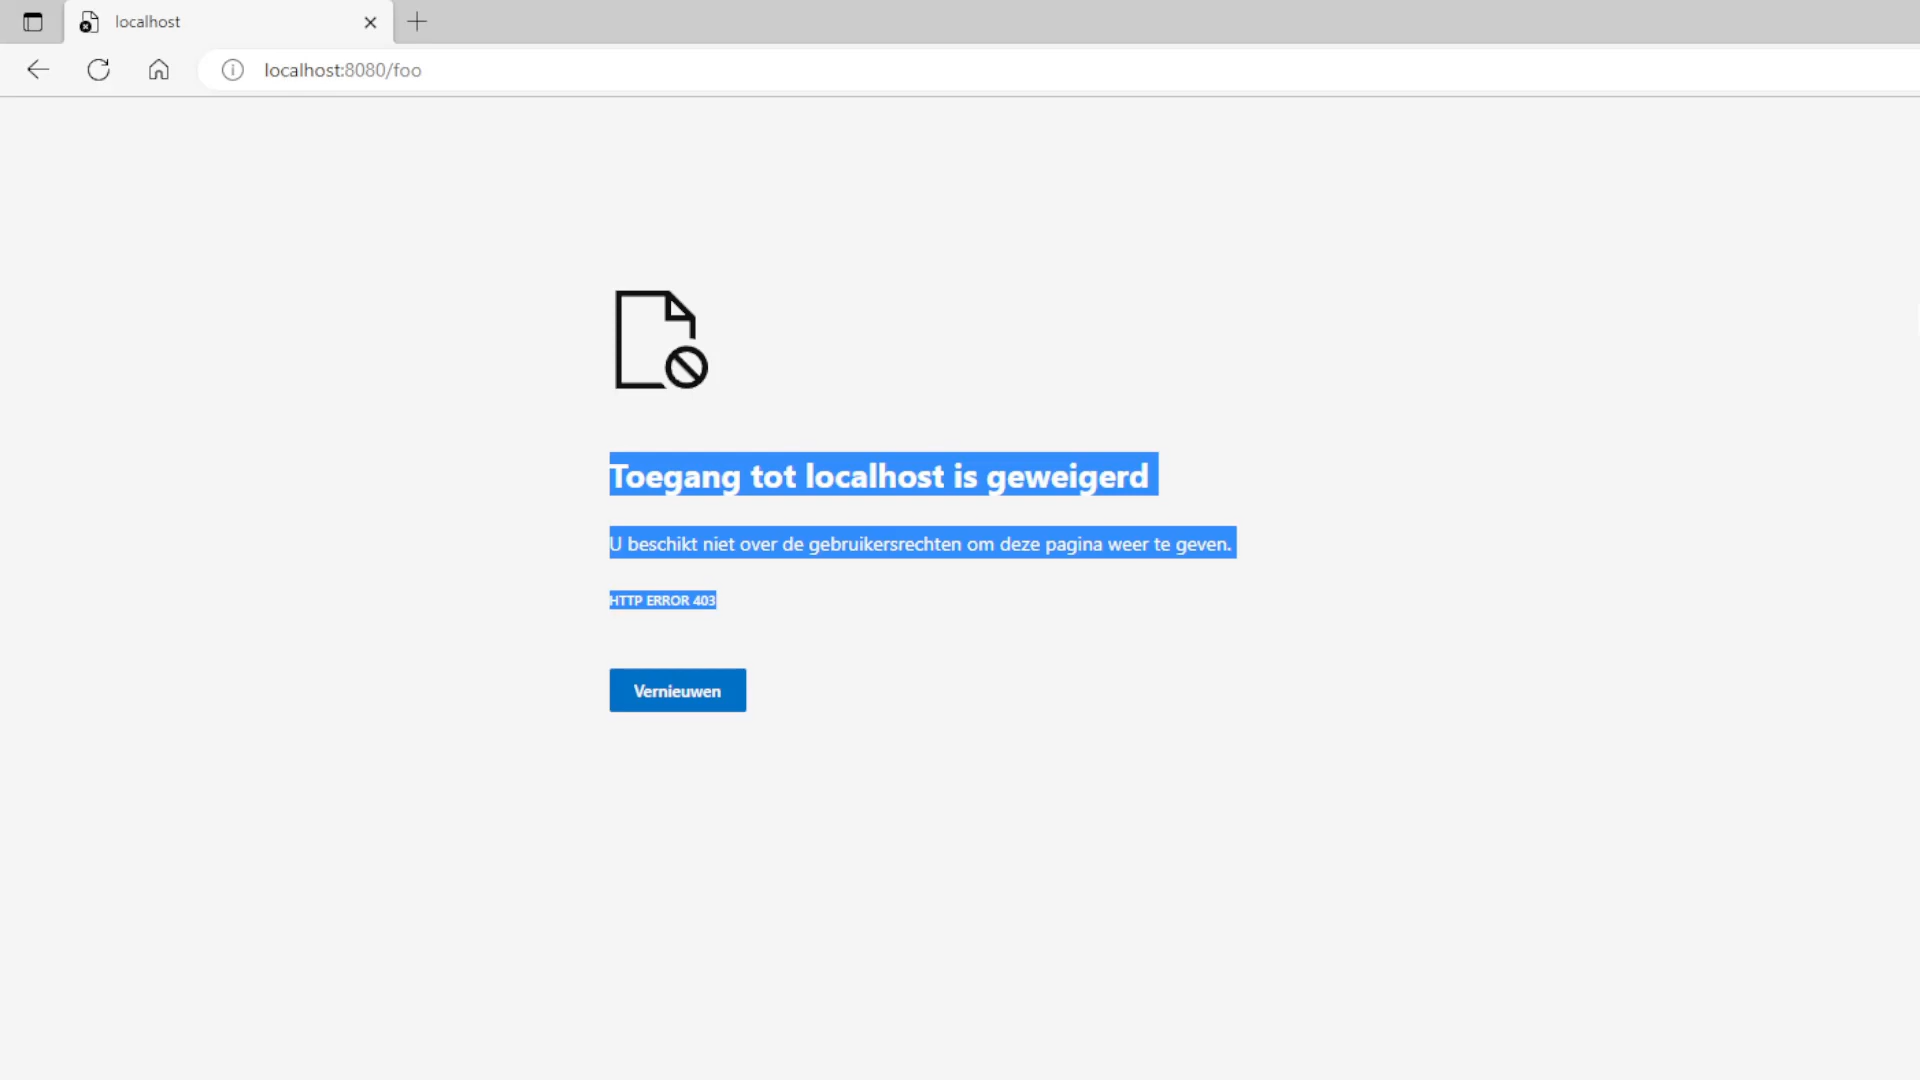 localhost
localhost:8080/foo
Toegang tot localhost is geweigerd
U beschikt niet over de gebruikersrechten om deze pagina weer te geven.
HTTP ERROR 403
Vernieuwen